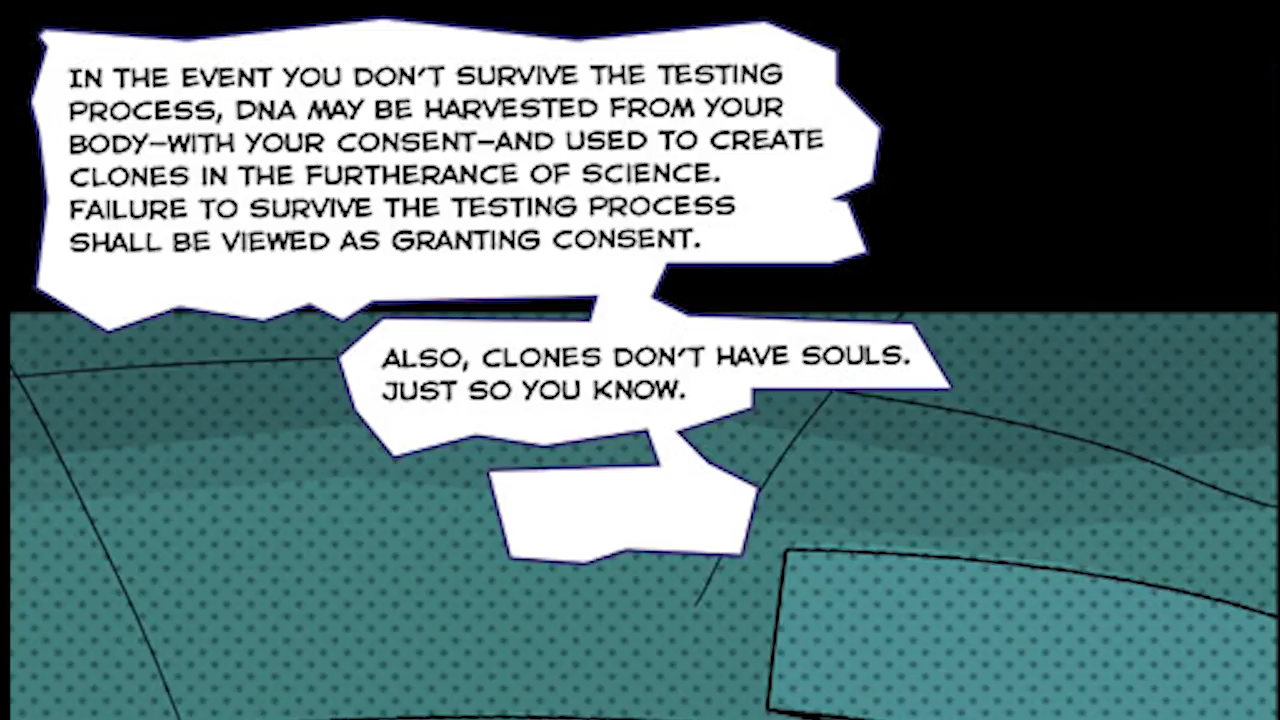 IN THE EVENT YOU DON'T SURVIVE THE TESTING
PROCESS, DNA MAY BE HARVESTED FROM YOUR
BODY—WITH YOUR CONSENT—AND USED TO CREATE
CLONES IN THE FURTHERANCE OF SCIENCE.
FAILURE TO SURVIVE THE TESTING PROCESS
SHALL BE VIEWED AS GRANTING CONSENT.
ALSO, CLONES DON'T HAVE SOULS.
JUST SO YOU KNOW.